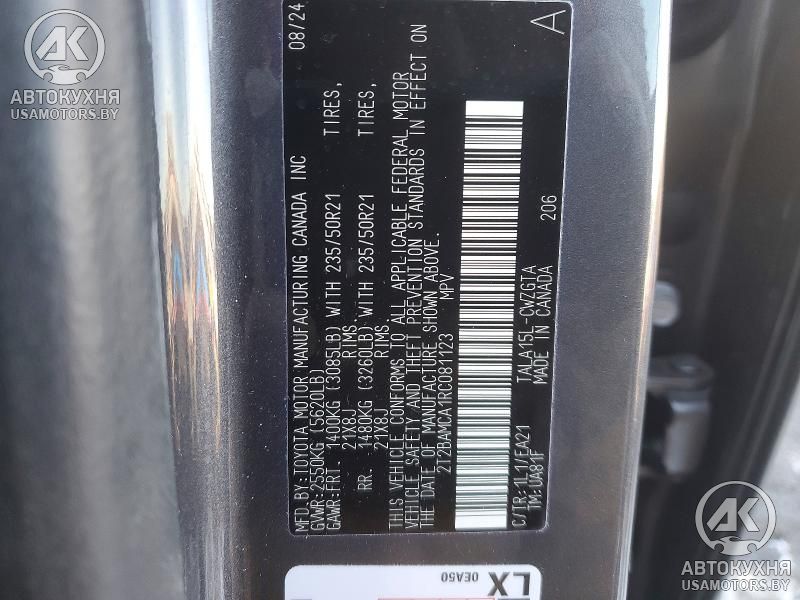 MFD.BY:TOYOTA MOTOR MANUFACTURING CANADA INC 08/24
GVWR:2550KG (5620LB)
GAWR:FRT. 1400KG (3085LB) WITH 235/50R21 TIRES,
21X8J RIMS,
RR. 1480KG (3260LB) WITH 235/50R21 TIRES,
21X8J RIMS,
THIS VEHICLE CONFORMS TO ALL APPLICABLE FEDERAL MOTOR
VEHICLE SAFETY AND THEFT PREVENTION STANDARDS IN EFFECT ON
THE DATE OF MANUFACTURE SHOWN ABOVE.
2T2BAMCA1RC081123 MPV
A
206
C/TR:1L1/EA21 TALA15L-CWZGTA
TM:UA81F MADE IN CANADA
LX
0EA50
АК
АВТОКУХНЯ
USAMOTORS.BY
АК
АВТОКУХНЯ
USAMOTORS.BY